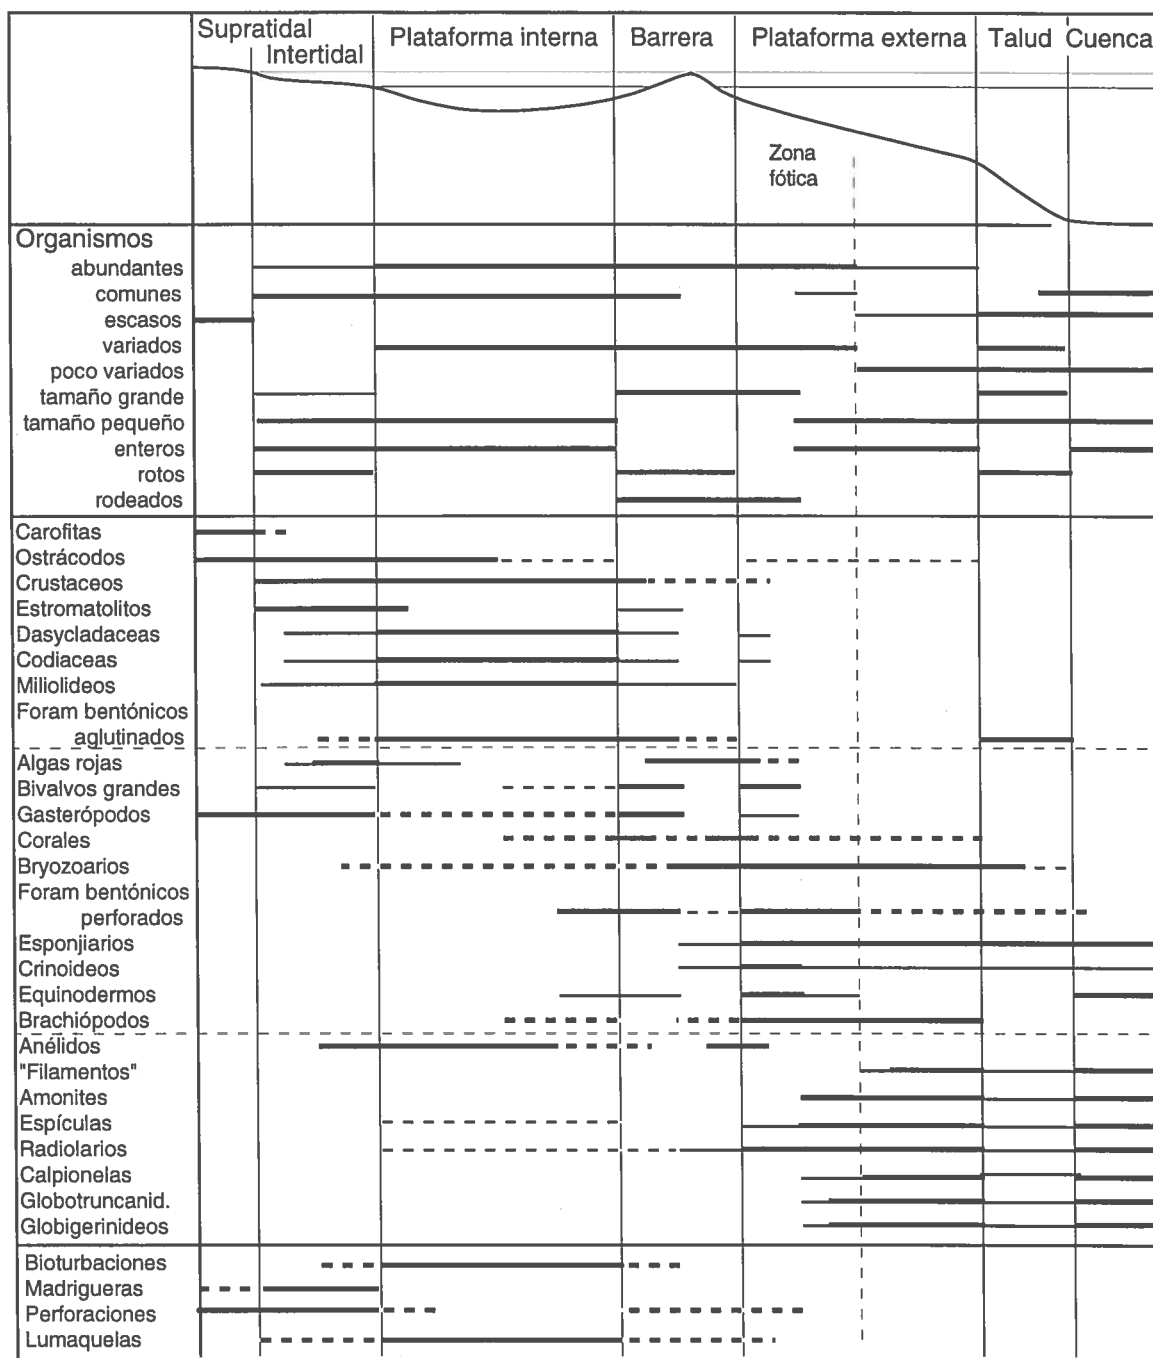 Supratidal
Intertidal
Plataforma interna
Barrera
Plataforma externa
Talud
Cuenca
Zona
fótica
Organismos
abundantes
comunes
escasos
variados
poco variados
tamaño grande
tamaño pequeño
enteros
rotos
rodeados
Carofitas
Ostrácodos
Crustaceos
Estromatolitos
Dasycladaceas
Codiaceas
Miliolideos
Foram bentónicos
aglutinados
Algas rojas
Bivalvos grandes
Gasterópodos
Corales
Bryozoarios
Foram bentónicos
perforados
Esponjiarios
Crinoideos
Equinodermos
Brachiópodos
Anélidos
"Filamentos"
Amonites
Espículas
Radiolarios
Calpionelas
Globotruncanid.
Globigerinideos
Bioturbaciones
Madrigueras
Perforaciones
Lumaquelas